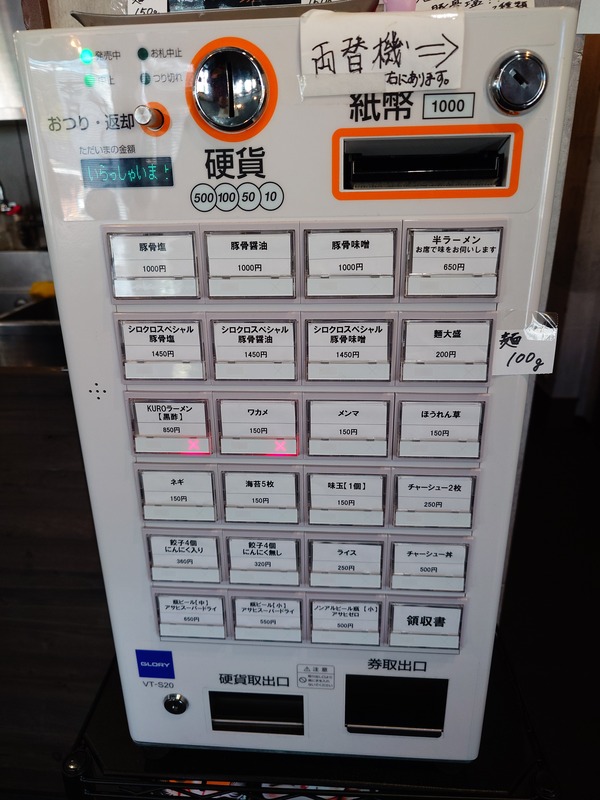 150g
発売中
お札中止
つり切れ
両替機⇒
右にあります。
紙幣 1000
おつり・返却
ただいまの金額
いらっしゃいま
硬貨
500 100 50 10
豚骨塩
1000円
豚骨醤油
1000円
豚骨味噌
1000円
半ラーメン
お席で味をお伺いします
650円
シロクロスペシャル
豚骨塩
1450円
シロクロスペシャル
豚骨醤油
1450円
シロクロスペシャル
豚骨味噌
1450円
麺大盛
200円
麺
100g
KUROラーメン
【黒酢】
850円
ワカメ
150円
メンマ
150円
ほうれん草
150円
ネギ
150円
海苔5枚
150円
味玉【1個】
150円
チャーシュー2枚
250円
餃子4個
にんにく入り
360円
餃子4個
にんにく無し
320円
ライス
250円
チャーシュー丼
500円
瓶ビール【中】
アサヒスーパードライ
650円
瓶ビール【小】
アサヒスーパードライ
550円
ノンアルビール瓶【小】
アサヒゼロ
500円
領収書
GLORY
VT-S20
硬貨取出口
注意
券取出口